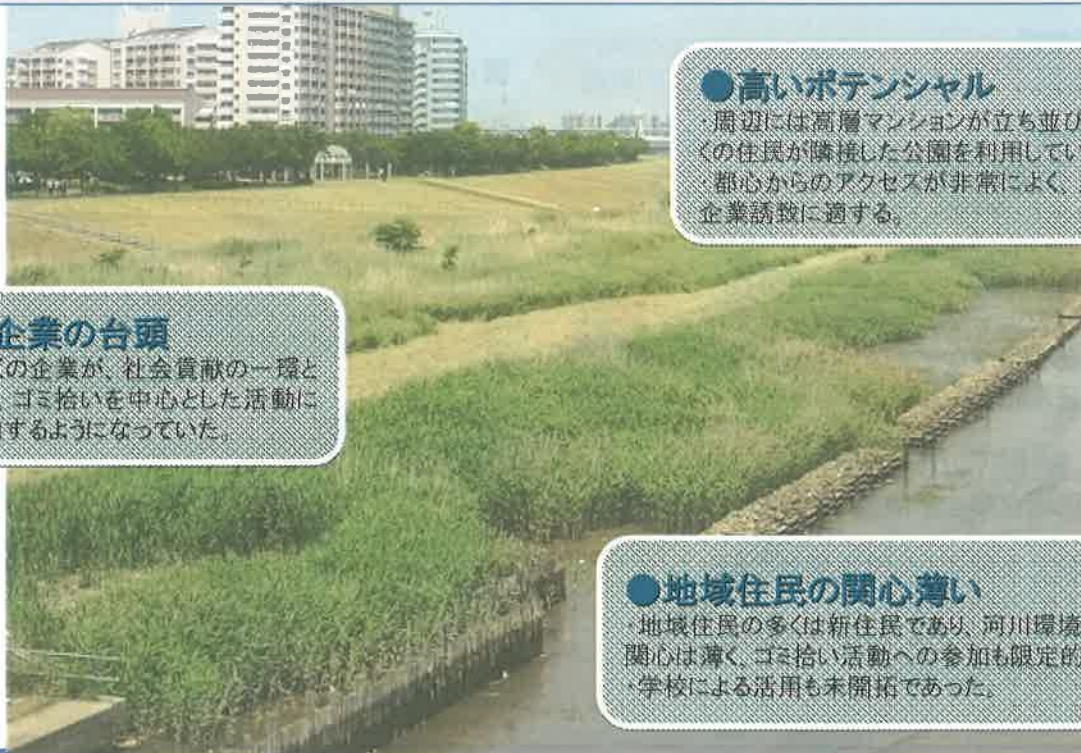 ●高いポテンシャル
・周辺には高層マンションが立ち並び
くの住民が隣接した公園を利用してい
・都心からのアクセスが非常によく、
企業誘致に適する。
企業の台頭
の企業が、社会貢献の一環と
、ゴミ拾いを中心とした活動に
するようになっていた。
●地域住民の関心薄い
・地域住民の多くは新住民であり、河川環境
関心は薄く、ゴミ拾い活動への参加も限定的
・学校による活用も未開拓であった。